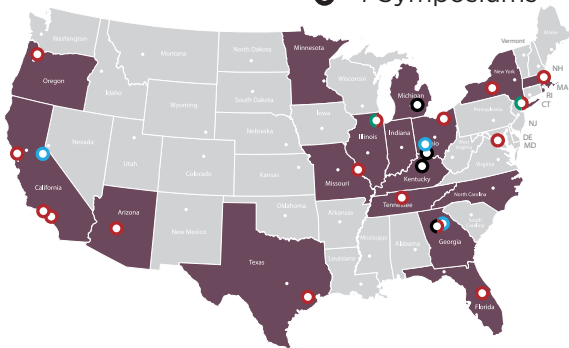 4 Symposiums
Washington
Montana
North Dakota
Minnesota
Vermont
Maine
Oregon
Idaho
South Dakota
Wisconsin
Michigan
New York
NH
MA
RI
CT
Wyoming
Iowa
Pennsylvania
NJ
Nevada
Nebraska
Illinois
Indiana
DE
MD
Utah
Colorado
Kansas
Missouri
Kentucky
Virginia
California
Arizona
New Mexico
Oklahoma
Arkansas
Tennessee
North Carolina
South
Carolina
Texas
Louisiana
Mississippi
Alabama
Georgia
Florida